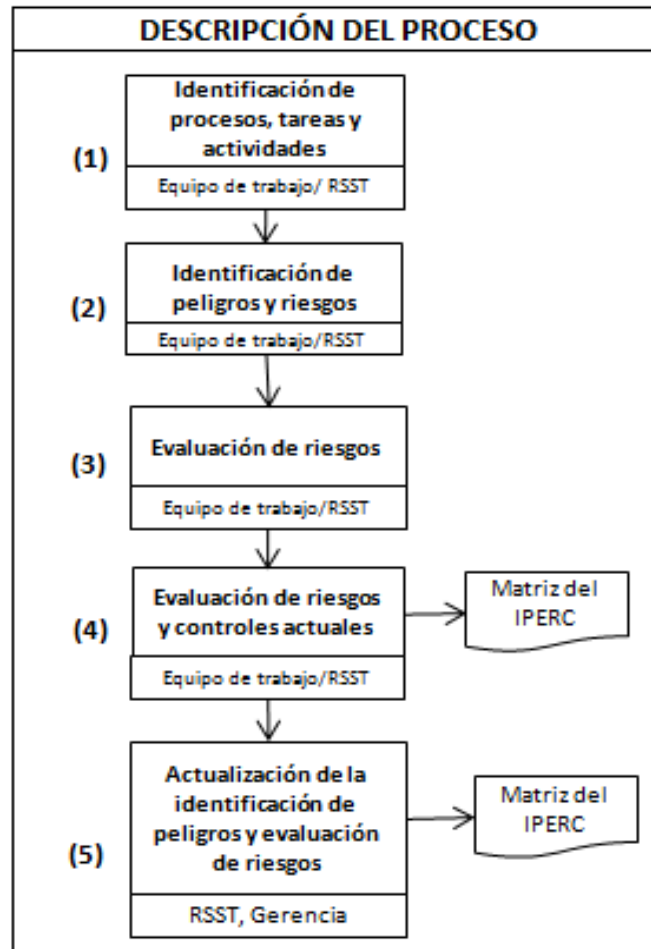 DESCRIPCIÓN DEL PROCESO
(1)
Identificación de
procesos, tareas y
actividades
Equipo de trabajo/ RSST
(2)
Identificación de
peligros y riesgos
Equipo de trabajo/RSST
(3)
Evaluación de riesgos
Equipo de trabajo/RSST
(4)
Evaluación de riesgos
y controles actuales
Equipo de trabajo/RSST
Matriz del
IPERC
(5)
Actualización de la
identificación de
peligros y evaluación
de riesgos
RSST, Gerencia
Matriz del
IPERC